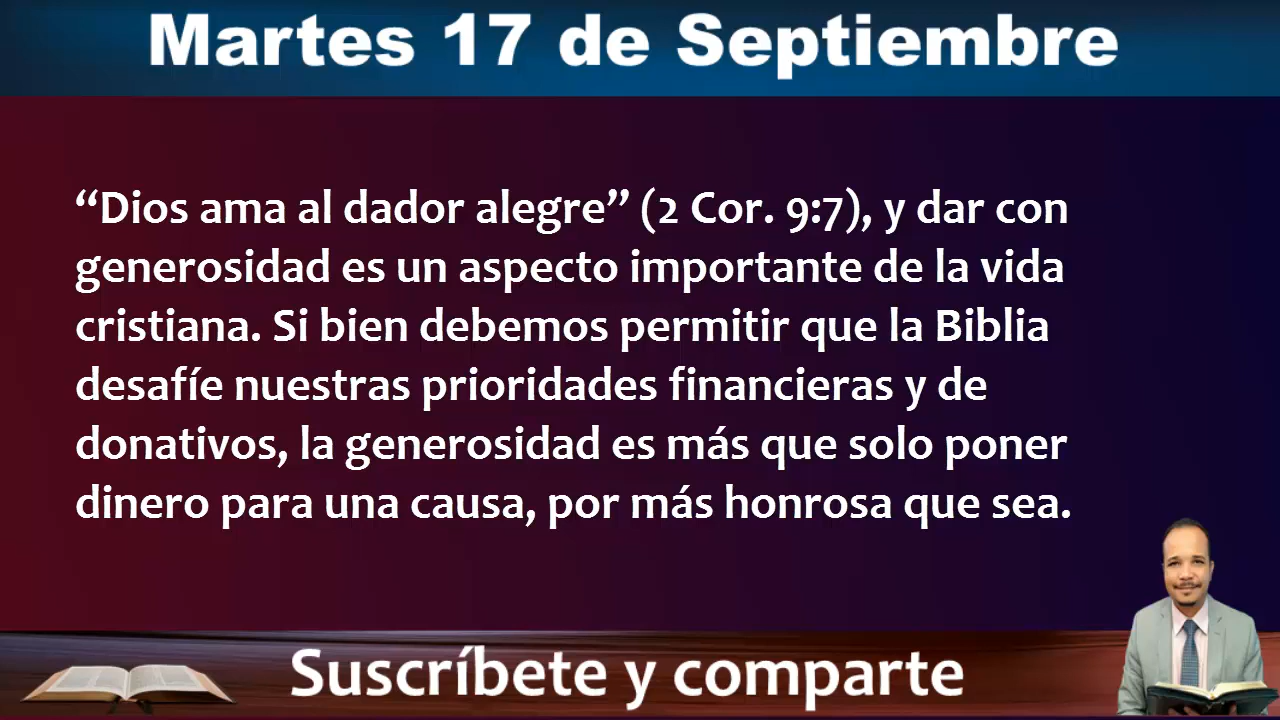 Martes 17 de Septiembre
“Dios ama al dador alegre” (2 Cor. 9:7), y dar con
generosidad es un aspecto importante de la vida
cristiana. Si bien debemos permitir que la Biblia
desafíe nuestras prioridades financieras y de
donativos, la generosidad es más que solo poner
dinero para una causa, por más honrosa que sea.
Suscríbete y comparte